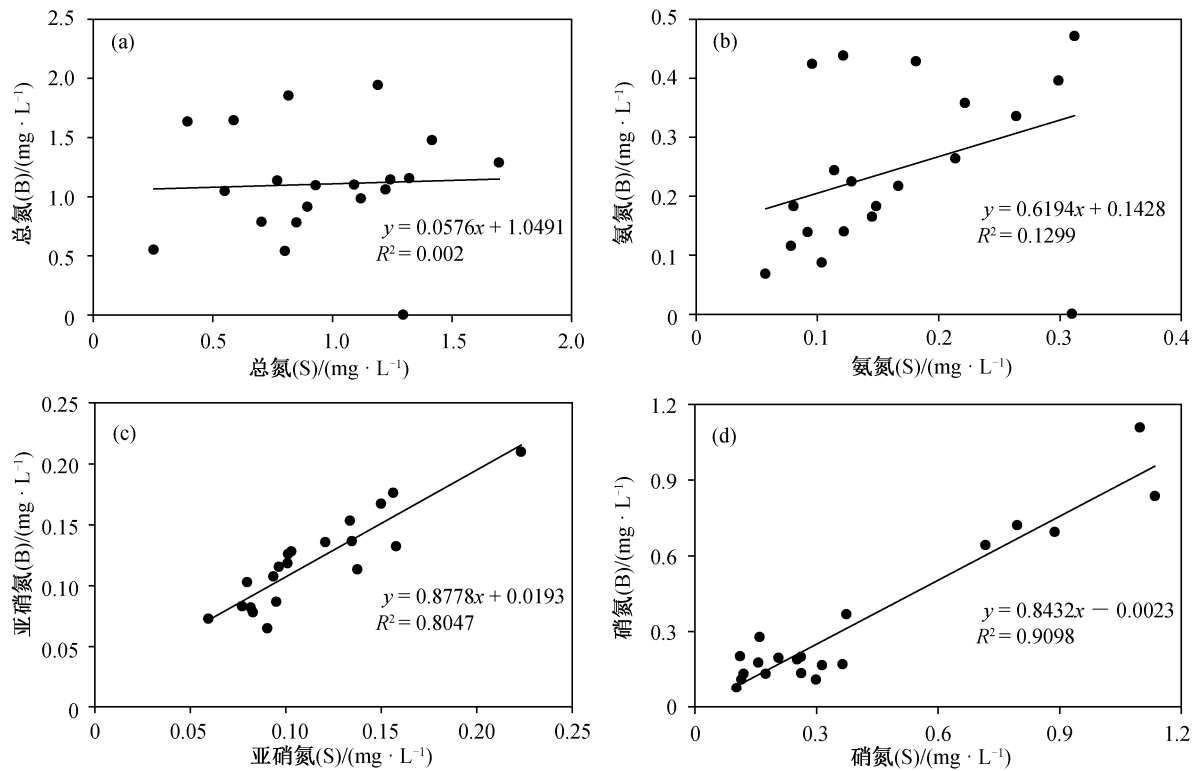 (a)
2.5
2.0
1.5
1.0
0.5
0
总氮(B)/(mg · L⁻¹)
y = 0.0576x + 1.0491
R² = 0.002
0 0.5 1.0 1.5 2.0
总氮(S)/(mg · L⁻¹)
(b)
0.5
0.4
0.3
0.2
0.1
0
氨氮(B)/(mg · L⁻¹)
y = 0.6194x + 0.1428
R² = 0.1299
0 0.1 0.2 0.3 0.4
氨氮(S)/(mg · L⁻¹)
(c)
0.25
0.20
0.15
0.10
0.05
0
亚硝氮(B)/(mg · L⁻¹)
y = 0.8778x + 0.0193
R² = 0.8047
0 0.05 0.10 0.15 0.20 0.25
亚硝氮(S)/(mg · L⁻¹)
(d)
1.2
0.9
0.6
0.3
0
硝氮(B)/(mg · L⁻¹)
y = 0.8432x − 0.0023
R² = 0.9098
0 0.3 0.6 0.9 1.2
硝氮(S)/(mg · L⁻¹)